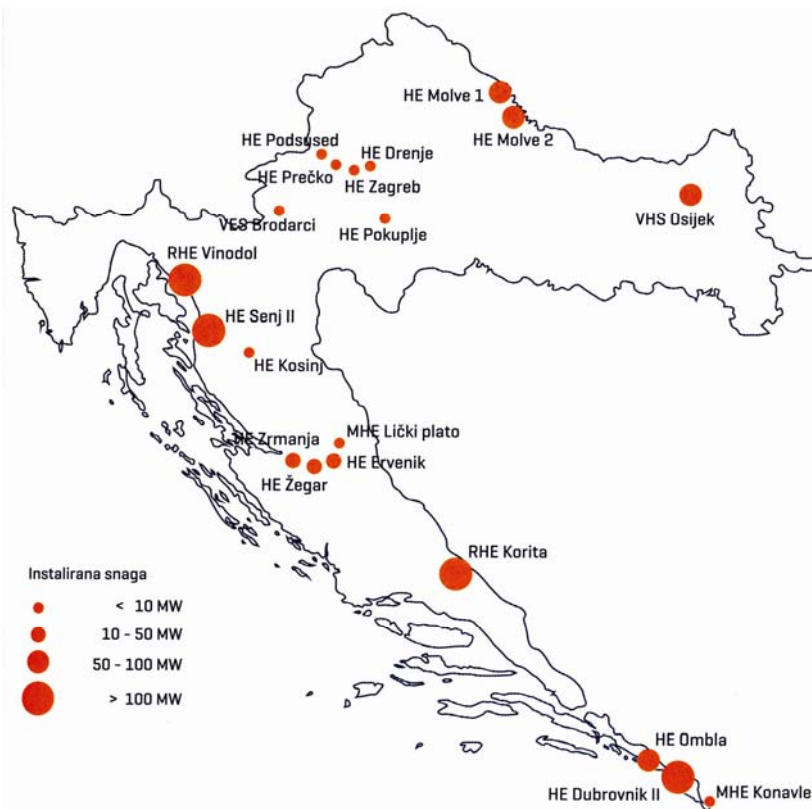 HE Molve 1
HE Molve 2
HE Podsused
HE Drenje
HE Prečko
HE Zagreb
VHS Osijek
VES Brodarci
HE Pokuplje
RHE Vinodol
HE Senj II
HE Kosinj
MHE Lički plato
HE Zrmanja
HE Ervenik
HE Žegar
RHE Korita
Instalirana snaga
< 10 MW
10 - 50 MW
50 - 100 MW
> 100 MW
HE Ombla
HE Dubrovnik II
MHE Konavle